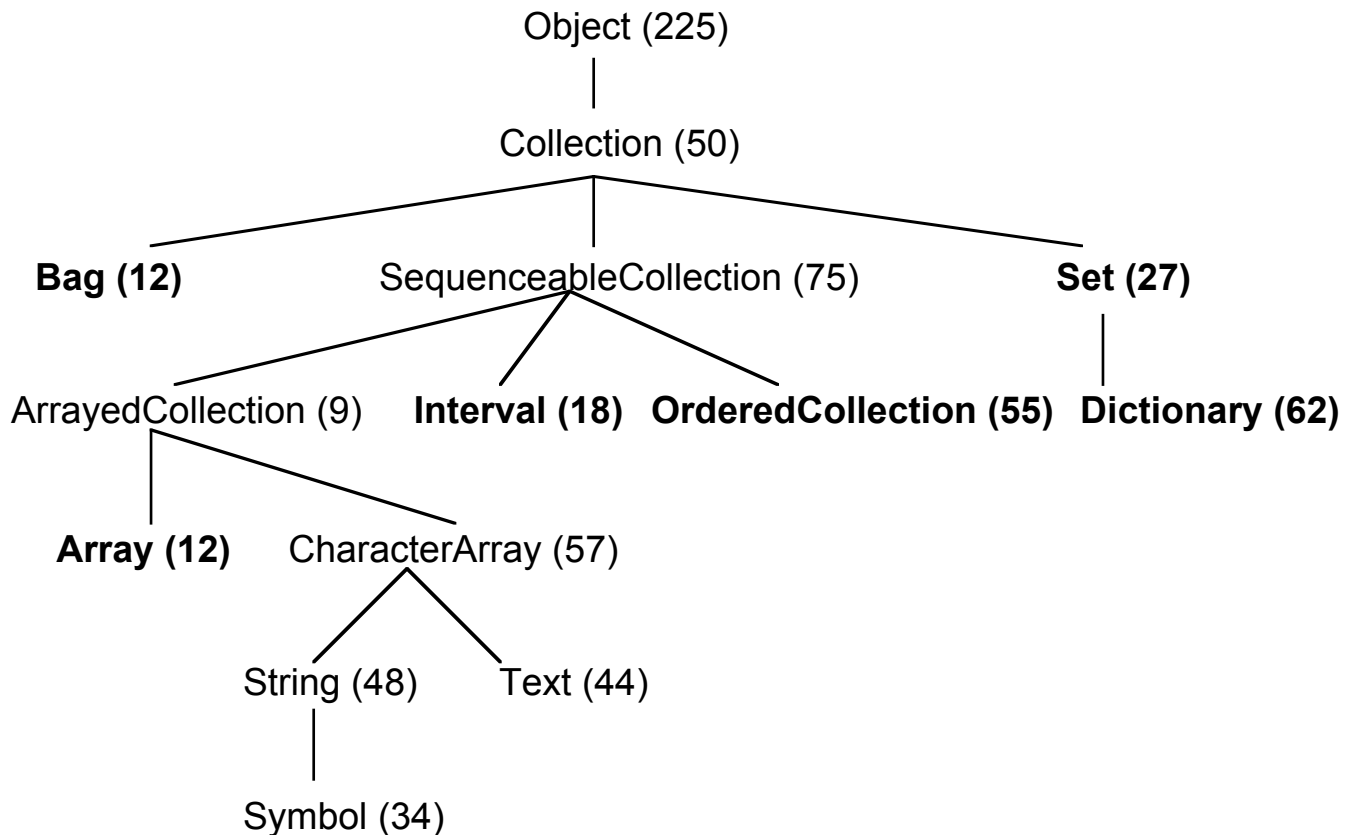 Object (225)
Collection (50)
Bag (12) SequenceableCollection (75) Set (27)
ArrayedCollection (9) Interval (18) OrderedCollection (55) Dictionary (62)
Array (12) CharacterArray (57)
String (48) Text (44)
Symbol (34)